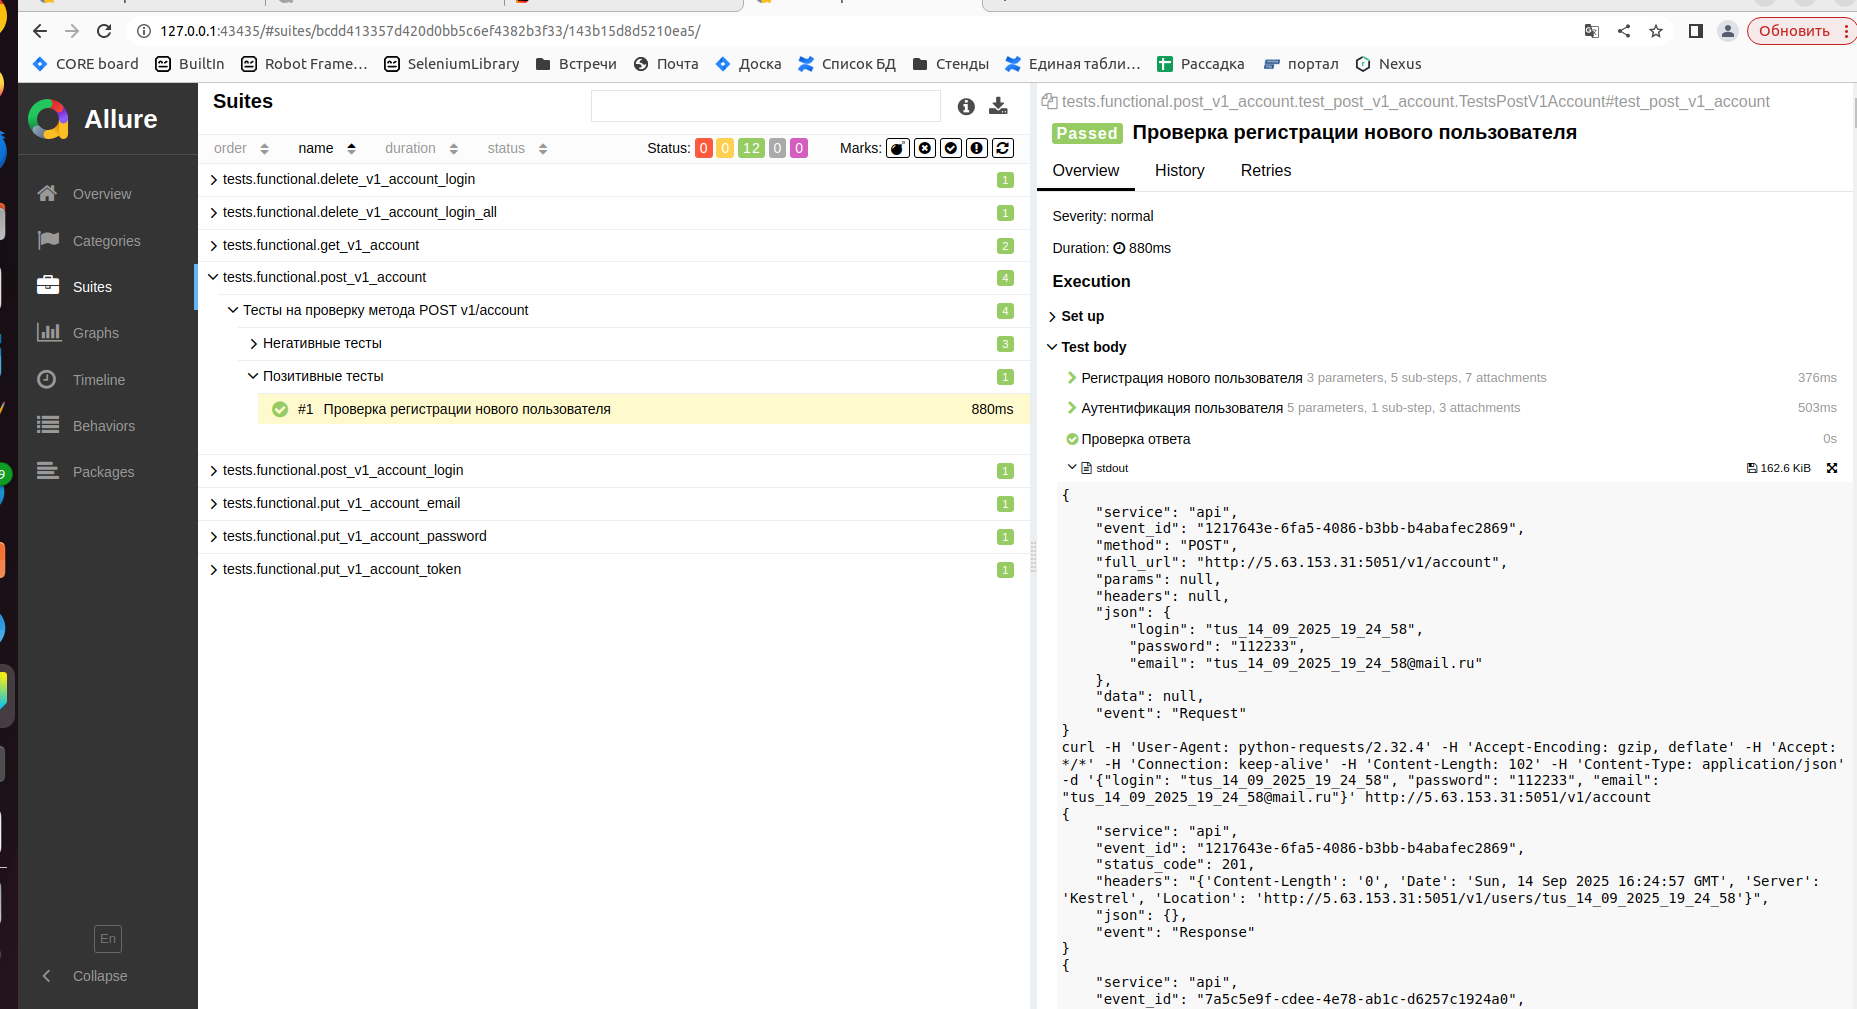 127.0.0.1:43435/#suites/bcdd413357d420d0bb5c6ef4382b3f33/143b15d8d5210ea5/
Обновить
CORE board
BuiltIn
Robot Frame...
SeleniumLibrary
Встречи
Почта
Доска
Список БД
Стенды
Единая табли...
Рассадка
портал
Nexus
Allure
Overview
Categories
Suites
Graphs
Timeline
Behaviors
Packages
En
Collapse
Suites
order name duration status Status: 0 0 12 0 0 Marks:
tests.functional.delete_v1_account_login 1
tests.functional.delete_v1_account_login_all 1
tests.functional.get_v1_account 2
tests.functional.post_v1_account 4
Тесты на проверку метода POST v1/account 4
Негативные тесты 3
Позитивные тесты 1
#1 Проверка регистрации нового пользователя 880ms
tests.functional.post_v1_account_login 1
tests.functional.put_v1_account_email 1
tests.functional.put_v1_account_password 1
tests.functional.put_v1_account_token 1
tests.functional.post_v1_account.test_post_v1_account.TestsPostV1Account#test_post_v1_account
Passed Проверка регистрации нового пользователя
Overview History Retries
Severity: normal
Duration: 880ms
Execution
Set up
Test body
Регистрация нового пользователя 3 parameters, 5 sub-steps, 7 attachments 376ms
Аутентификация пользователя 5 parameters, 1 sub-step, 3 attachments 503ms
Проверка ответа 0s
stdout 162.6 KiB
{
    "service": "api",
    "event_id": "1217643e-6fa5-4086-b3bb-b4abafec2869",
    "method": "POST",
    "full_url": "http://5.63.153.31:5051/v1/account",
    "params": null,
    "headers": null,
    "json": {
        "login": "tus_14_09_2025_19_24_58",
        "password": "112233",
        "email": "tus_14_09_2025_19_24_58@mail.ru"
    },
    "data": null,
    "event": "Request"
}
curl -H 'User-Agent: python-requests/2.32.4' -H 'Accept-Encoding: gzip, deflate' -H 'Accept:
*/*' -H 'Connection: keep-alive' -H 'Content-Length: 102' -H 'Content-Type: application/json'
-d '{"login": "tus_14_09_2025_19_24_58", "password": "112233", "email":
"tus_14_09_2025_19_24_58@mail.ru"}' http://5.63.153.31:5051/v1/account
{
    "service": "api",
    "event_id": "1217643e-6fa5-4086-b3bb-b4abafec2869",
    "status_code": 201,
    "headers": "{'Content-Length': '0', 'Date': 'Sun, 14 Sep 2025 16:24:57 GMT', 'Server':
'Kestrel', 'Location': 'http://5.63.153.31:5051/v1/users/tus_14_09_2025_19_24_58'}",
    "json": {},
    "event": "Response"
}
{
    "service": "api",
    "event_id": "7a5c5e9f-cdee-4e78-ab1c-d6257c1924a0",